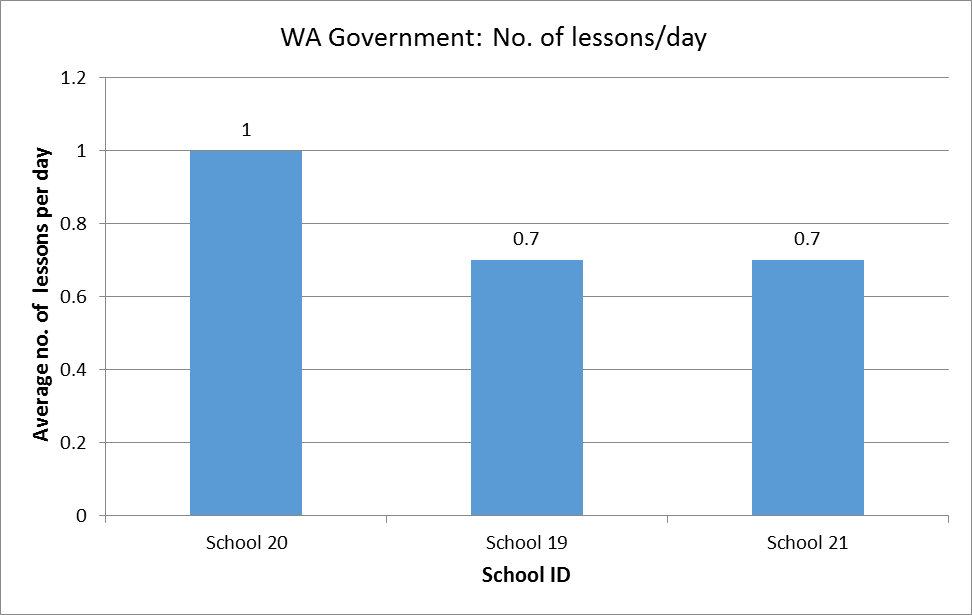 WA Government: No. of lessons/day
Average no. of lessons per day
1.2
1
0.8
0.6
0.4
0.2
0
1
0.7
0.7
School 20
School 19
School 21
School ID